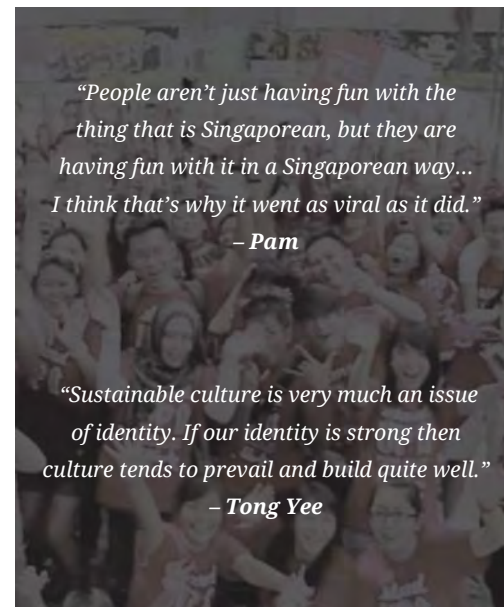 “People aren’t just having fun with the
thing that is Singaporean, but they are
having fun with it in a Singaporean way…
I think that’s why it went as viral as it did.”
– Pam
“Sustainable culture is very much an issue
of identity. If our identity is strong then
culture tends to prevail and build quite well.”
– Tong Yee